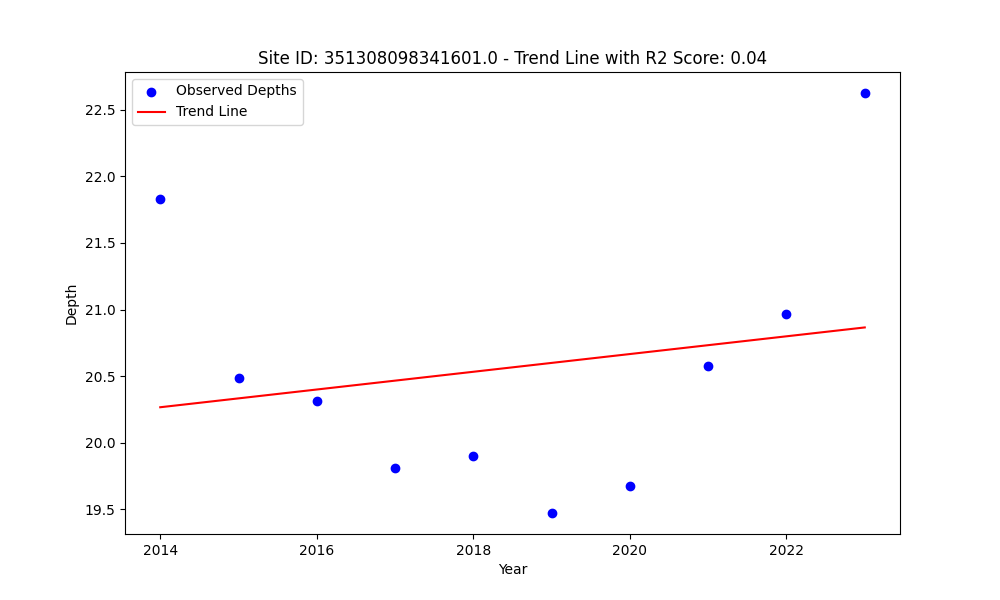 Site ID: 351308098341601.0 - Trend Line with R2 Score: 0.04
Observed Depths
Trend Line
22.5
22.0
21.5
21.0
20.5
20.0
19.5
Depth
2014
2016
2018
2020
2022
Year